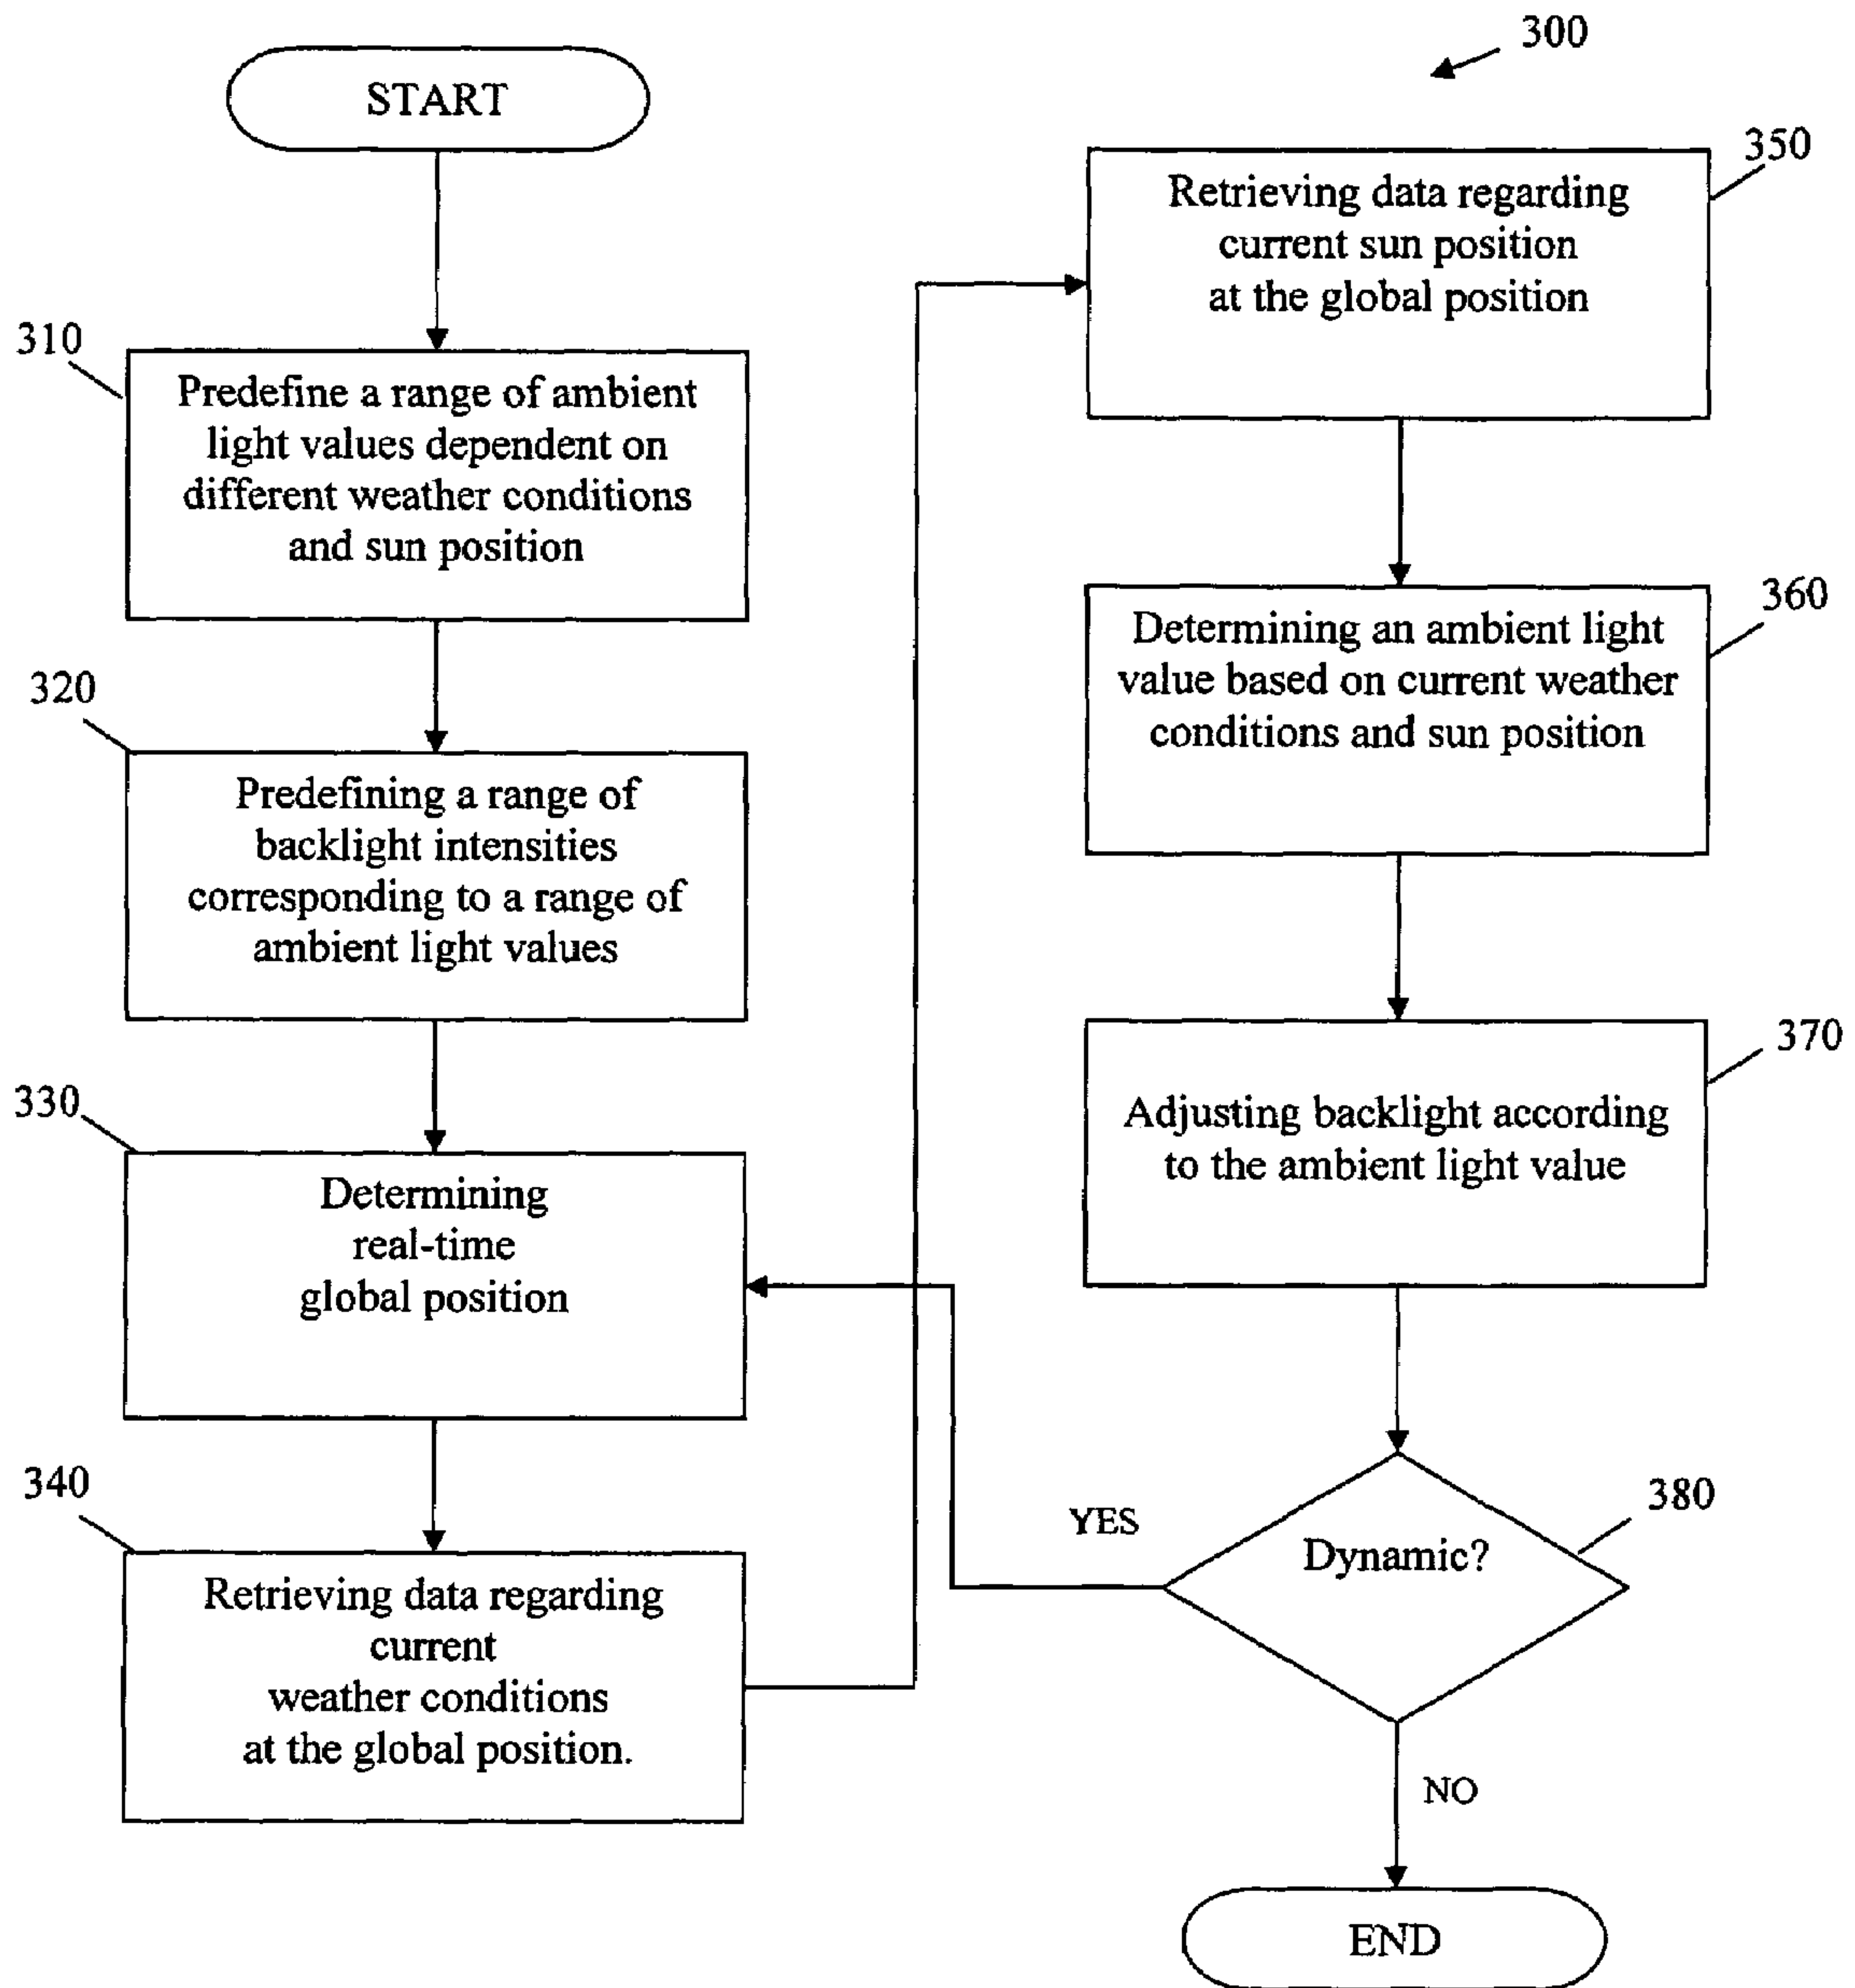 300
START
310
Predefine a range of ambient
light values dependent on
different weather conditions
and sun position
320
Predefining a range of
backlight intensities
corresponding to a range of
ambient light values
330
Determining
real-time
global position
340
Retrieving data regarding
current
weather conditions
at the global position.
350
Retrieving data regarding
current sun position
at the global position
360
Determining an ambient light
value based on current weather
conditions and sun position
370
Adjusting backlight according
to the ambient light value
380
Dynamic?
YES
NO
END